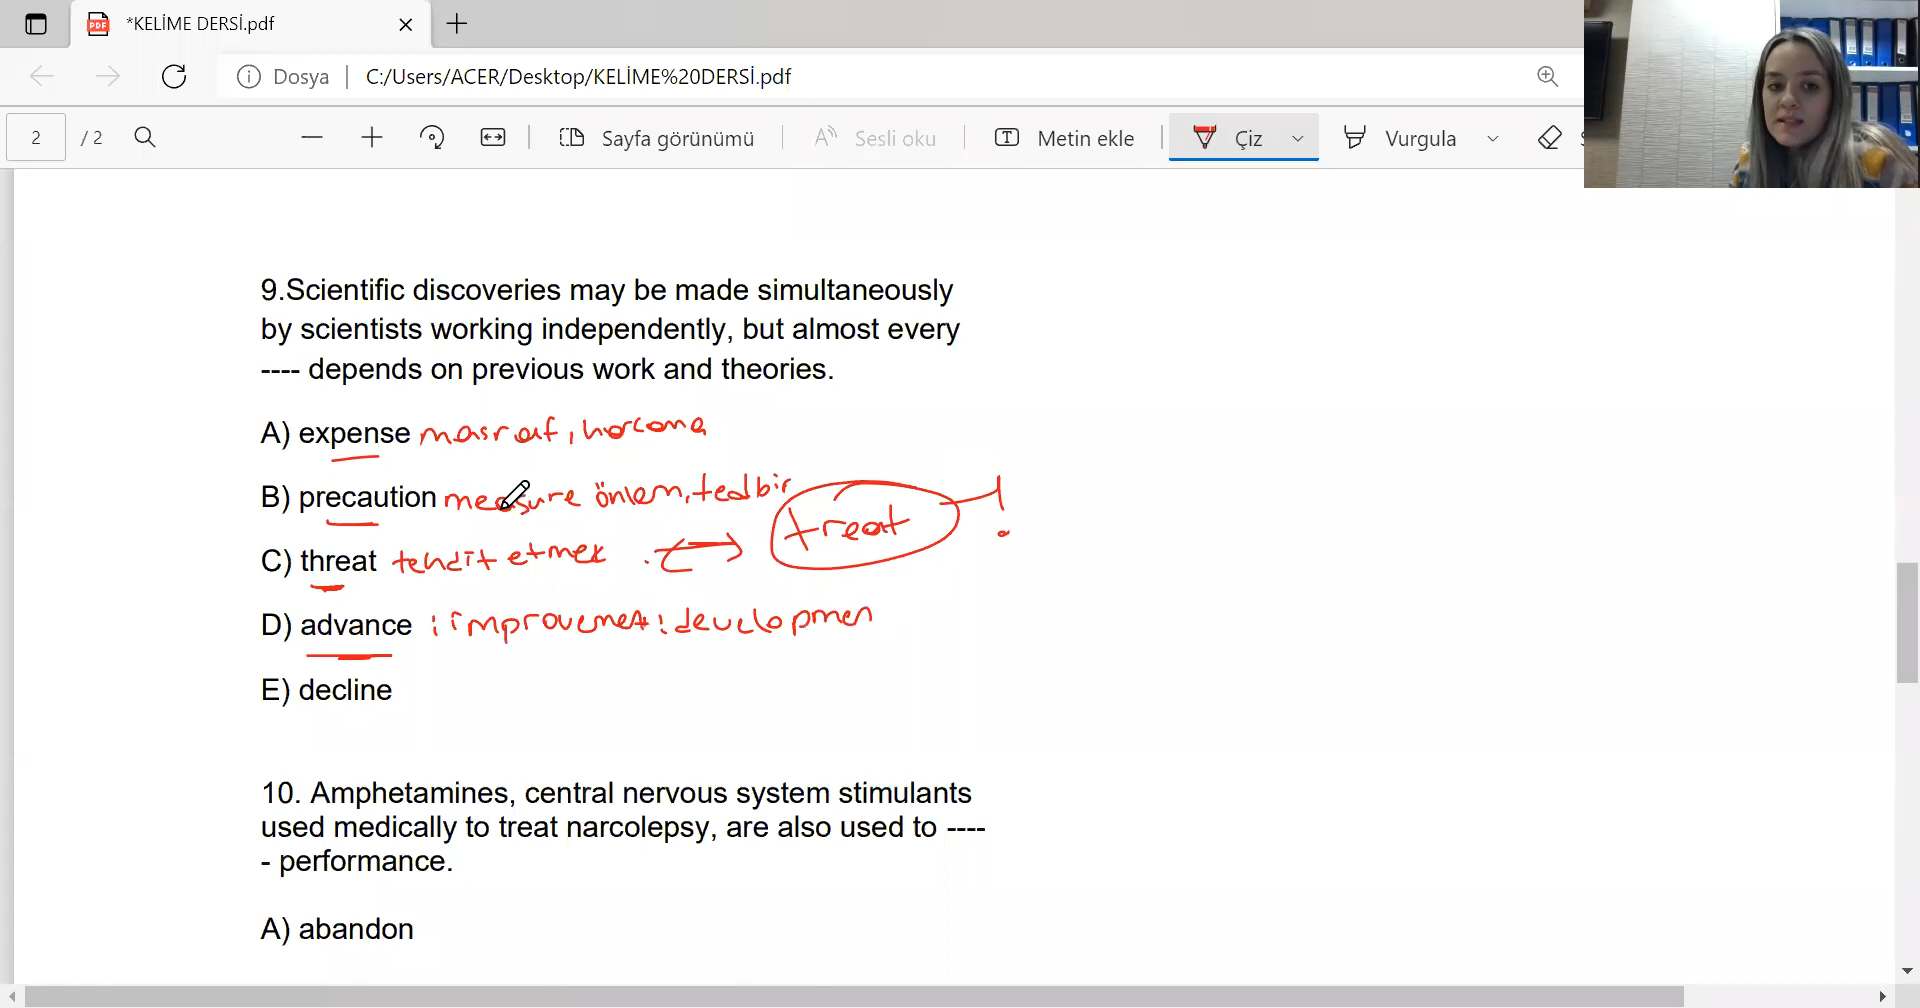 *KELİME DERSİ.pdf
Dosya C:/Users/ACER/Desktop/KELİME%20DERSİ.pdf
2 / 2 Sayfa görünümü Sesli oku Metin ekle Çiz Vurgula
9.Scientific discoveries may be made simultaneously
by scientists working independently, but almost every
---- depends on previous work and theories.
A) expense masraf, harcama
B) precaution measure önlem, tedbir
treat !
C) threat tehdit etmek
D) advance : improvement : developmen
E) decline
10. Amphetamines, central nervous system stimulants
used medically to treat narcolepsy, are also used to ----
- performance.
A) abandon